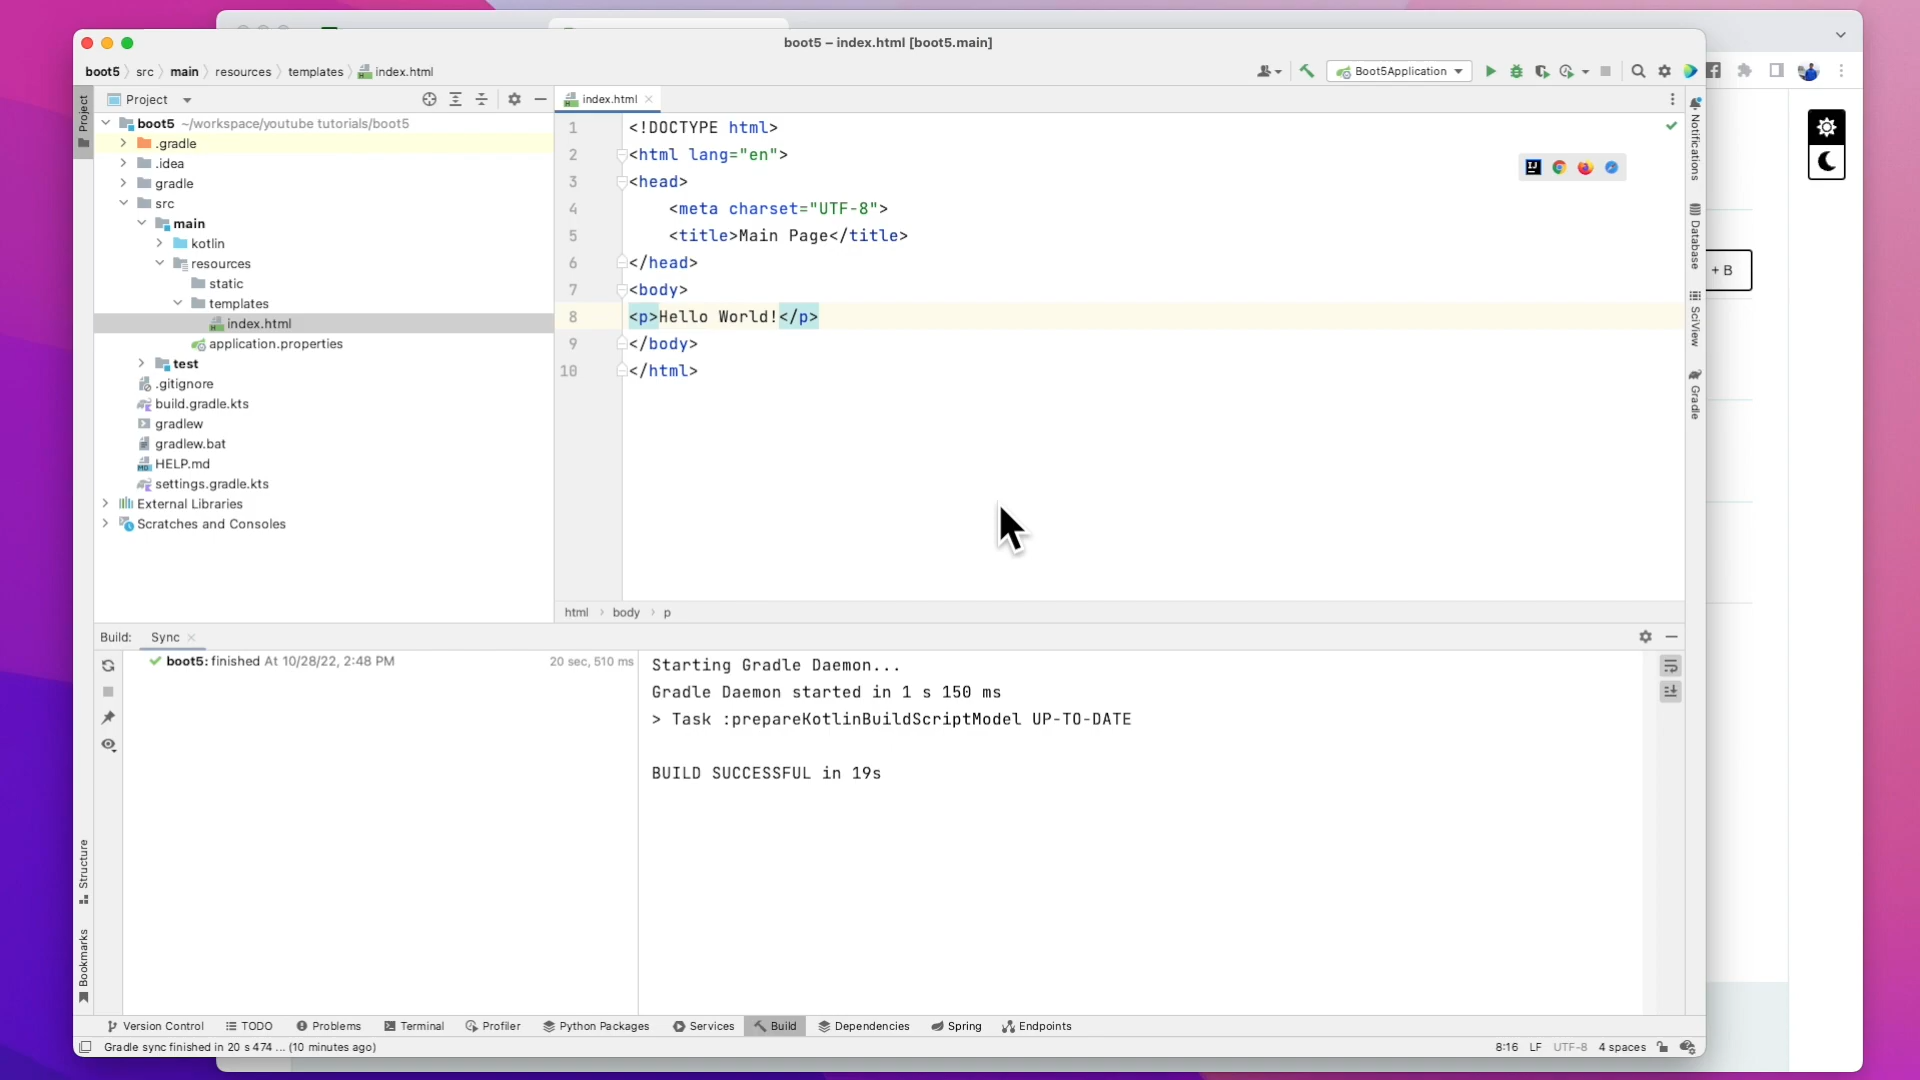 boot5 – index.html [boot5.main]
boot5 src main resources templates index.html
Boot5Application
Project
Project
index.html
boot5 ~/workspace/youtube tutorials/boot5
.gradle
.idea
gradle
src
main
kotlin
resources
static
templates
index.html
application.properties
test
.gitignore
build.gradle.kts
gradlew
gradlew.bat
HELP.md
settings.gradle.kts
External Libraries
Scratches and Consoles
1 <!DOCTYPE html>
2 <html lang="en">
3 <head>
4 <meta charset="UTF-8">
5 <title>Main Page</title>
6 </head>
7 <body>
8 <p>Hello World!</p>
9 </body>
10 </html>
html body p
Notifications
Database
SciView
Gradle
+ B
Build: Sync
boot5: finished At 10/28/22, 2:48 PM 20 sec, 510 ms
Starting Gradle Daemon...
Gradle Daemon started in 1 s 150 ms
> Task :prepareKotlinBuildScriptModel UP-TO-DATE
BUILD SUCCESSFUL in 19s
Structure
Bookmarks
Version Control TODO Problems Terminal Profiler Python Packages Services Build Dependencies Spring Endpoints
Gradle sync finished in 20 s 474 ... (10 minutes ago) 8:16 LF UTF-8 4 spaces